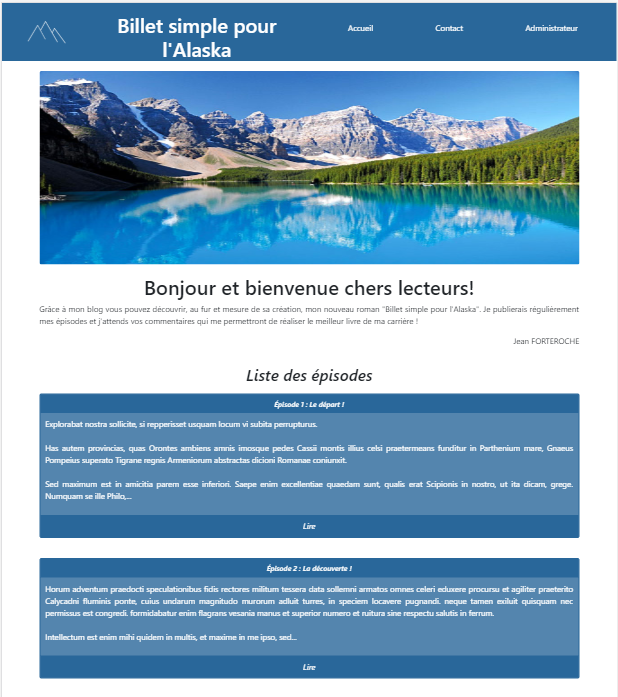 Billet simple pour
l'Alaska
Accueil
Contact
Administrateur
Bonjour et bienvenue chers lecteurs!
Grâce à mon blog vous pouvez découvrir, au fur et mesure de sa création, mon nouveau roman "Billet simple pour l'Alaska". Je publierais régulièrement
mes épisodes et j'attends vos commentaires qui me permettront de réaliser le meilleur livre de ma carrière !
Jean FORTEROCHE
Liste des épisodes
Épisode 1 : Le départ !
Explorabat nostra sollicite, si repperisset usquam locum vi subita perrupturus.
Has autem provincias, quas Orontes ambiens amnis imosque pedes Cassii montis illius celsi praetermeans funditur in Parthenium mare, Gnaeus
Pompeius superato Tigrane regnis Armeniorum abstractas dicioni Romanae coniunxit.
Sed maximum est in amicitia parem esse inferiori. Saepe enim excellentiae quaedam sunt, qualis erat Scipionis in nostro, ut ita dicam, grege.
Numquam se ille Philo,...
Lire
Épisode 2 : La découverte !
Horum adventum praedocti speculationibus fidis rectores militum tessera data sollemni armatos omnes celeri eduxere procursu et agiliter praeterito
Calycadni fluminis ponte, cuius undarum magnitudo murorum adluit turres, in speciem locavere pugnandi. neque tamen exiluit quisquam nec
permissus est congredi. formidabatur enim flagrans vesania manus et superior numero et ruitura sine respectu salutis in ferrum.
Intellectum est enim mihi quidem in multis, et maxime in me ipso, sed...
Lire